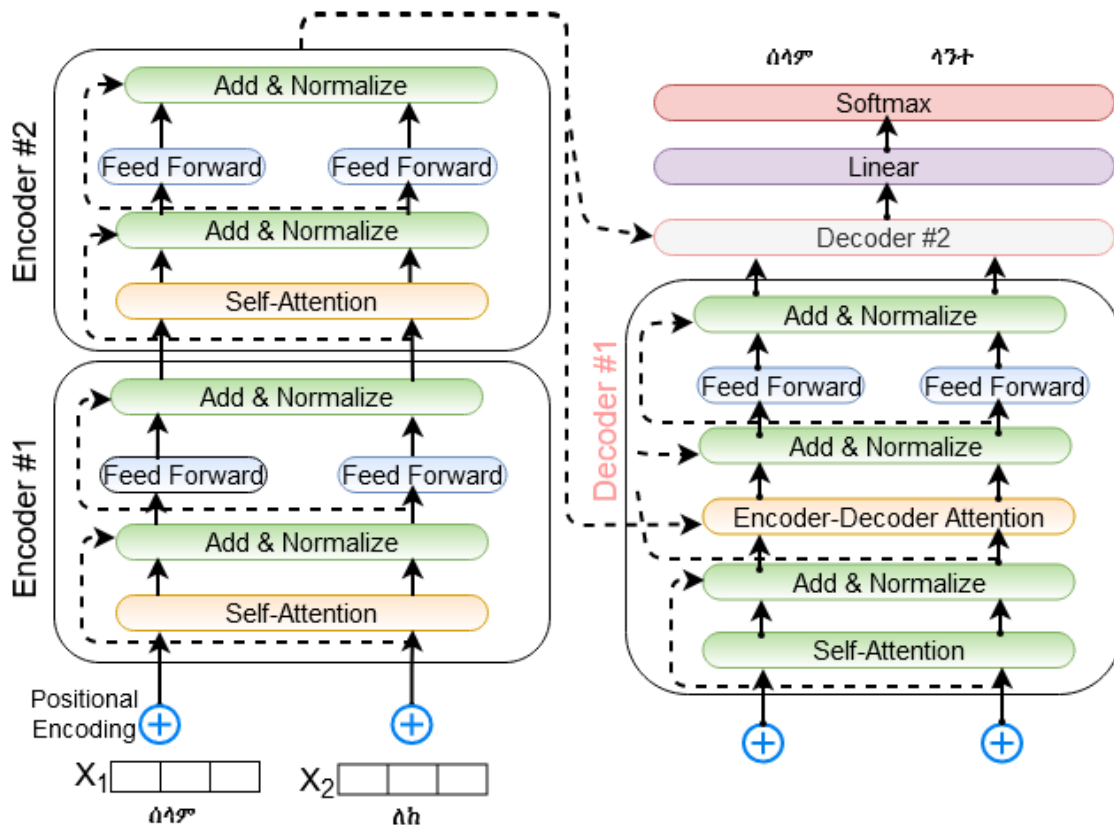 Encoder #2
Add & Normalize
Feed Forward Feed Forward
Add & Normalize
Self-Attention
Encoder #1
Add & Normalize
Feed Forward Feed Forward
Add & Normalize
Self-Attention
Positional
Encoding
X1 X2
ሰላም ለከ
ሰላም ላንተ
Softmax
Linear
Decoder #2
Decoder #1
Add & Normalize
Feed Forward Feed Forward
Add & Normalize
Encoder-Decoder Attention
Add & Normalize
Self-Attention